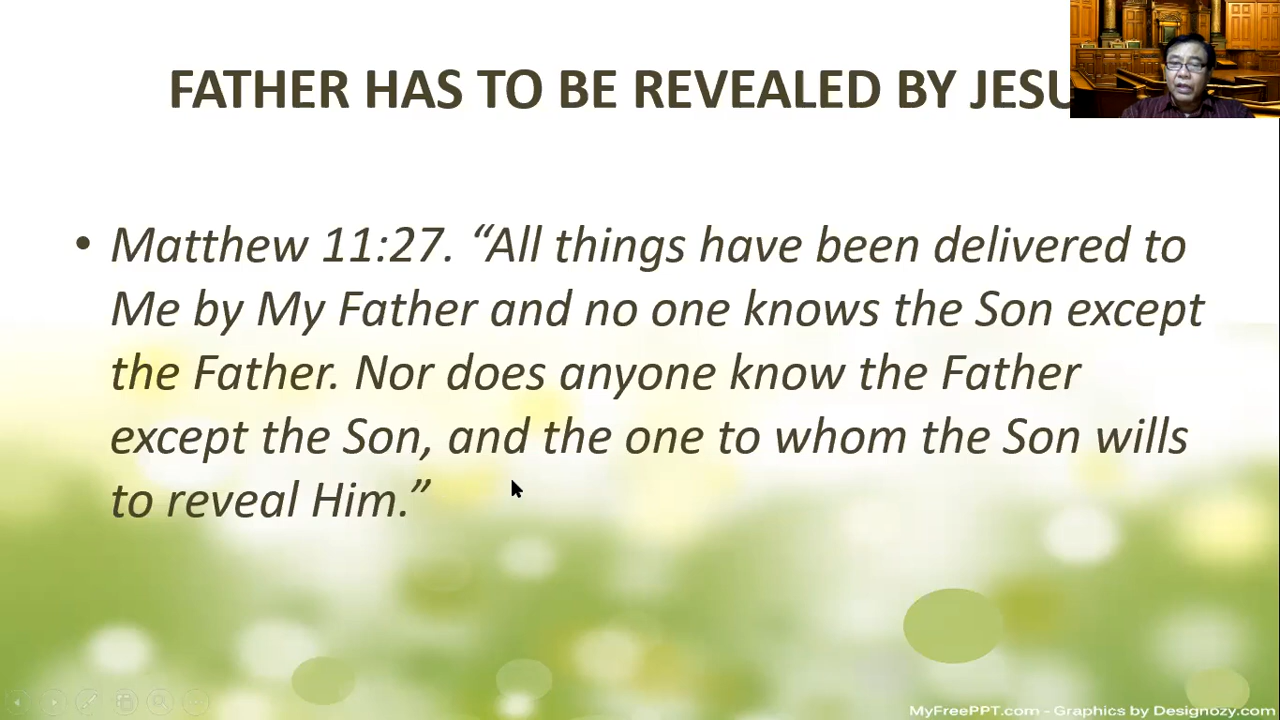 FATHER HAS TO BE REVEALED BY JESU
• Matthew 11:27. “All things have been delivered to
Me by My Father and no one knows the Son except
the Father. Nor does anyone know the Father
except the Son, and the one to whom the Son wills
to reveal Him.”
MyFreePPT.com - Graphics by Designozy.com